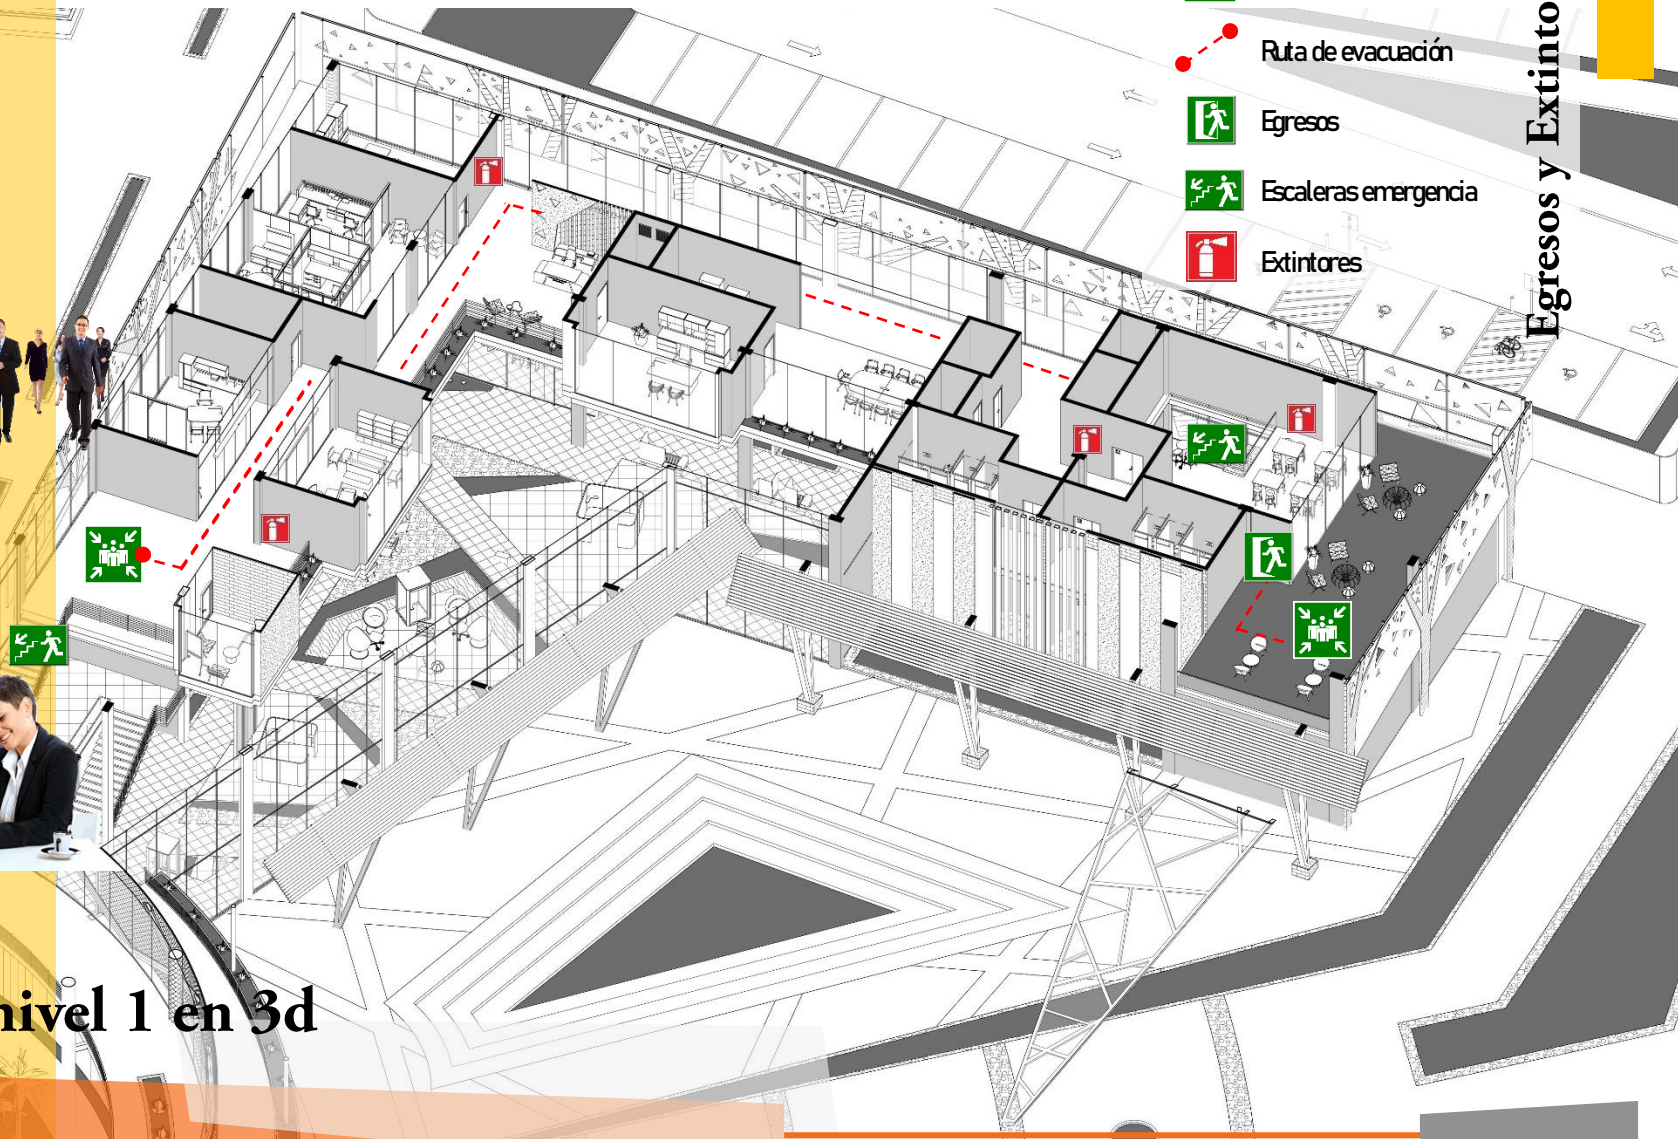 Ruta de evacuación
Egresos
Escaleras emergencia
Extintores
Egresos y Extinto
nivel 1 en 3d